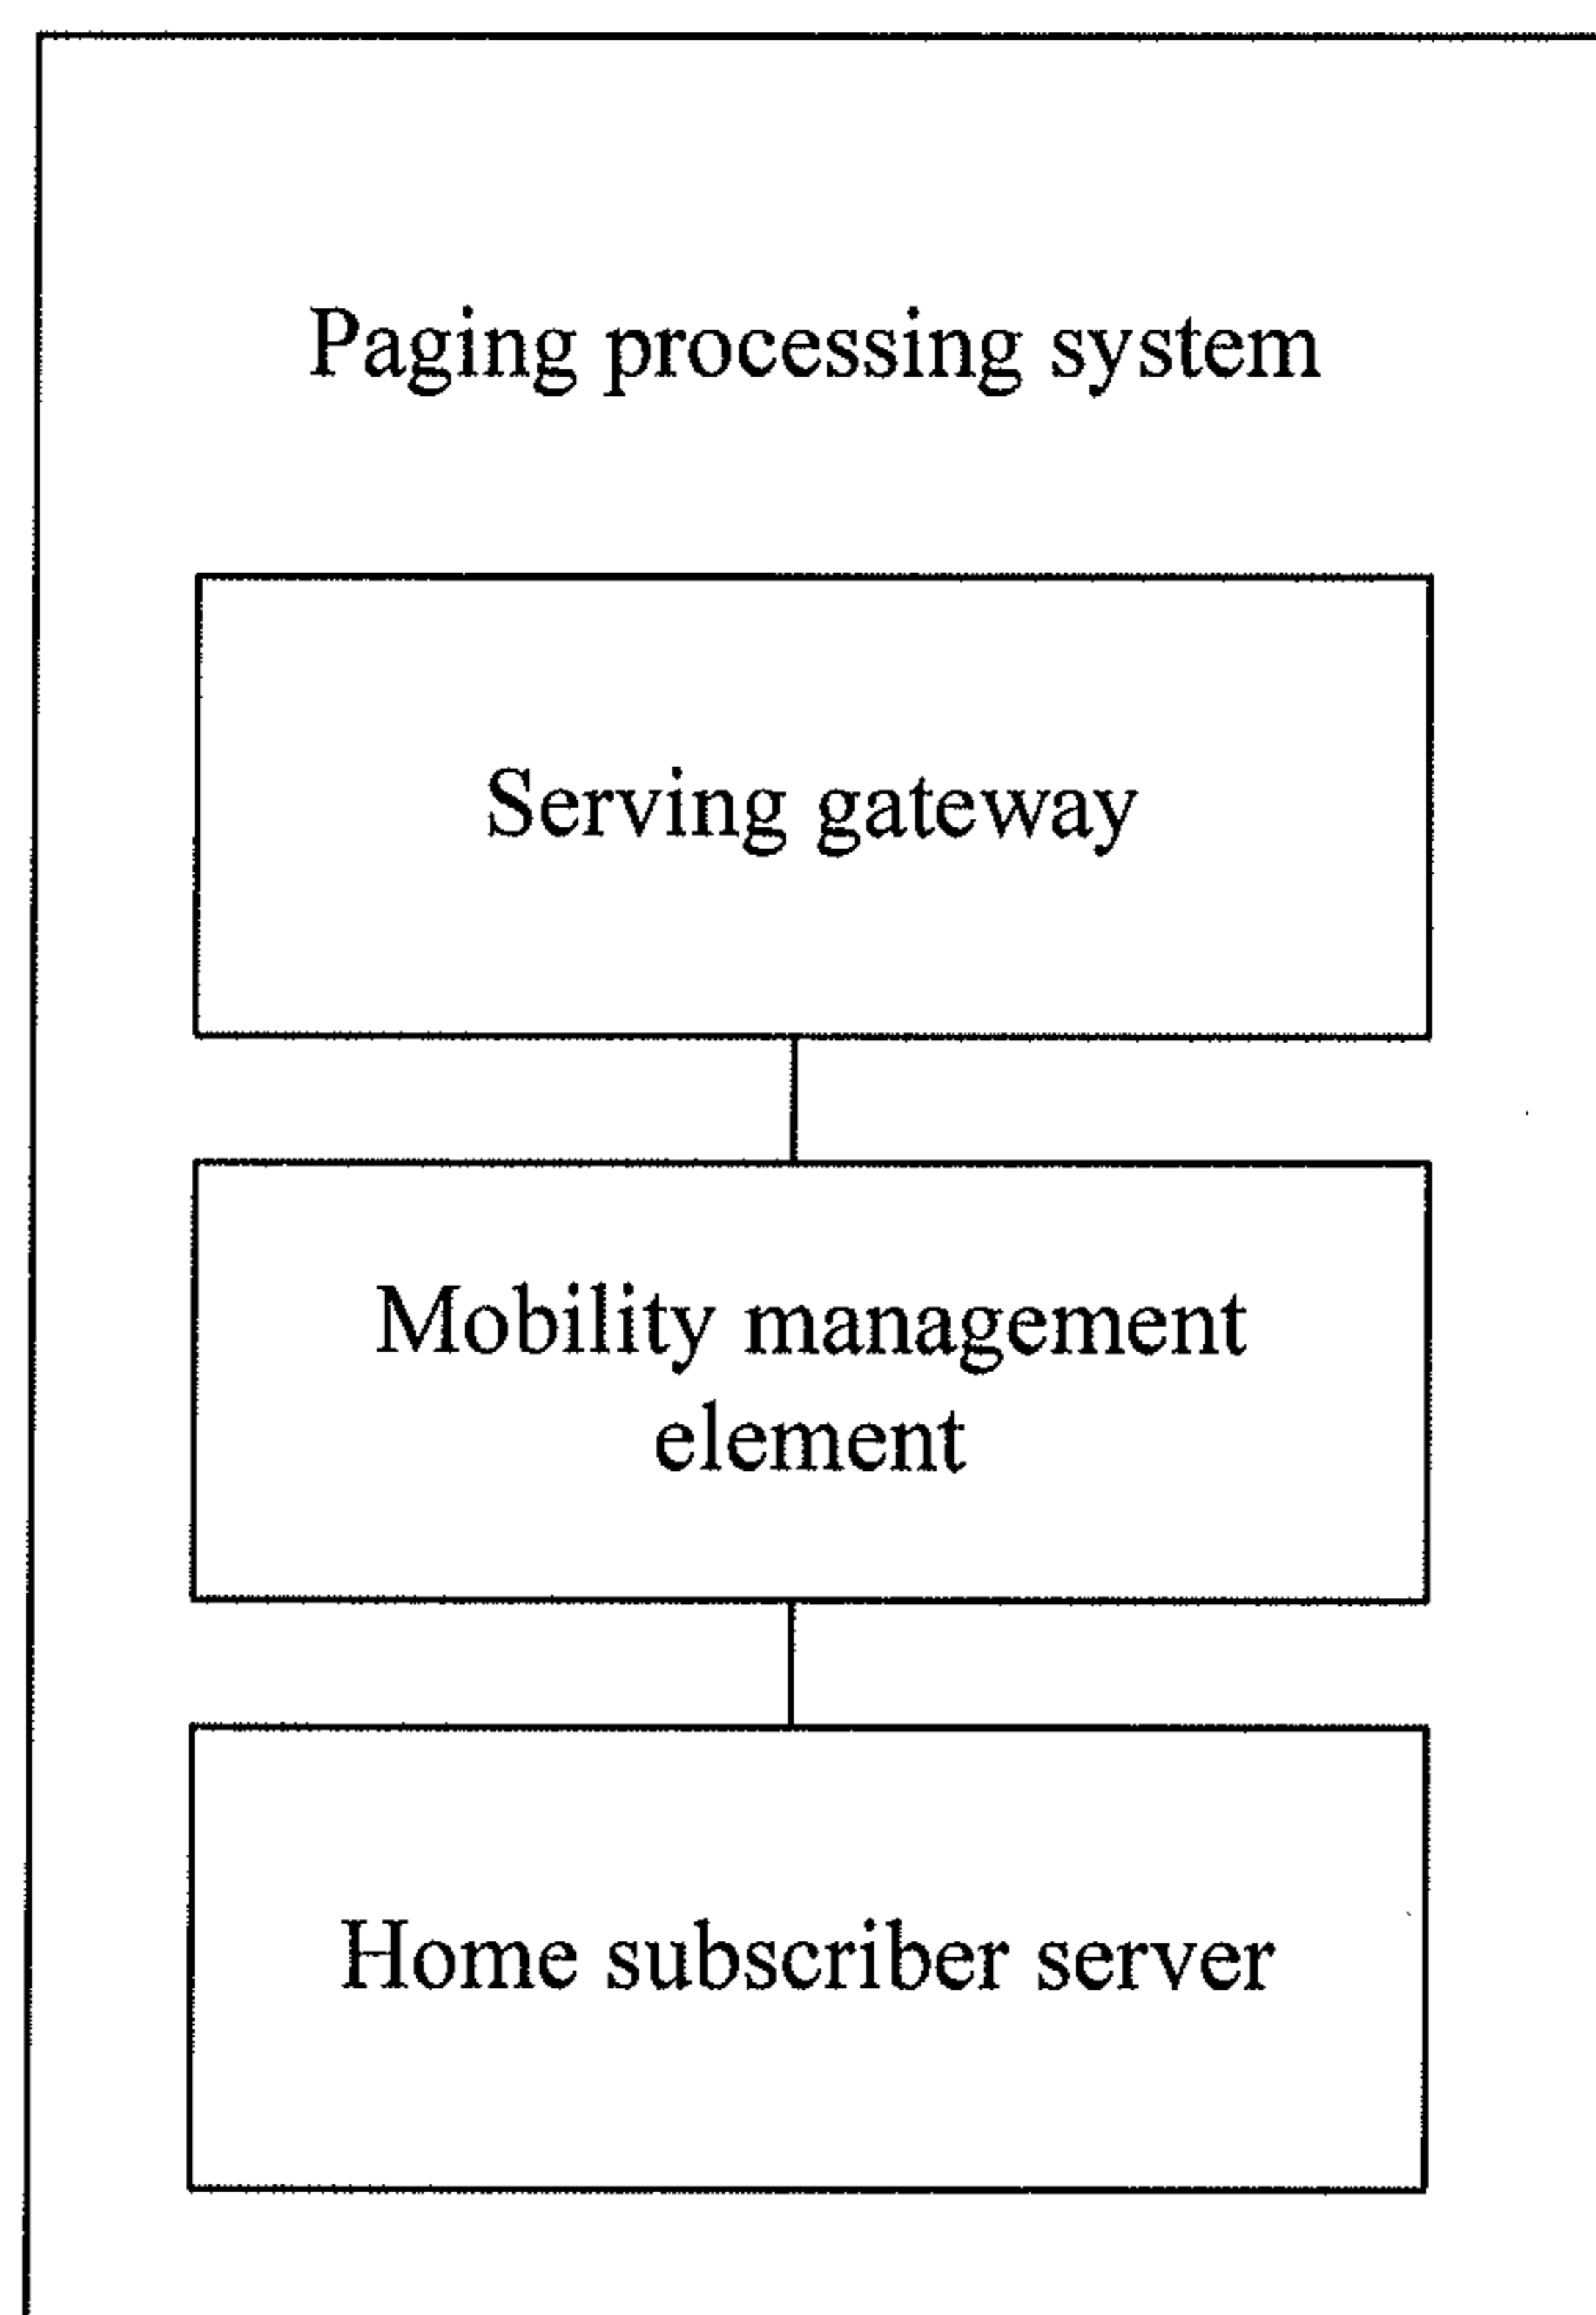 Paging processing system
Serving gateway
Mobility management
element
Home subscriber server